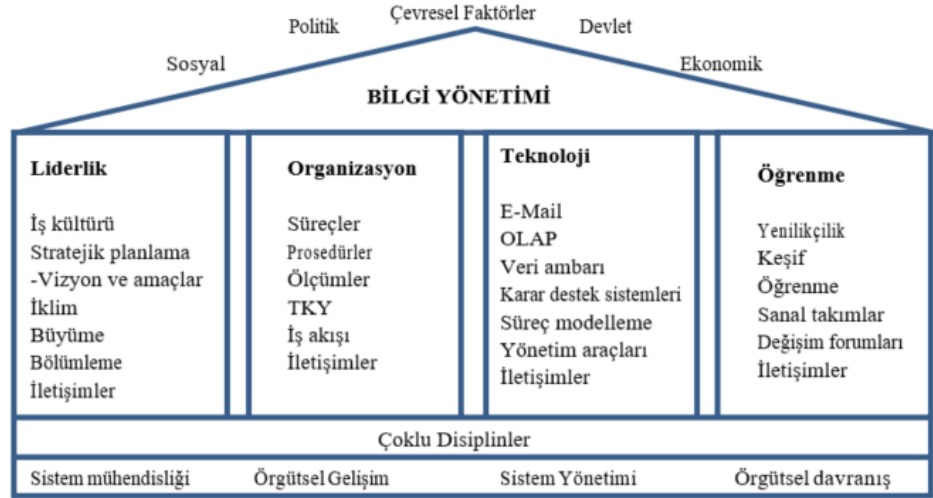 Çevresel Faktörler
Politik
Devlet
Sosyal
Ekonomik
BİLGİ YÖNETİMİ
Liderlik
İş kültürü
Stratejik planlama
-Vizyon ve amaçlar
İklim
Büyüme
Bölümleme
İletişimler
Organizasyon
Süreçler
Prosedürler
Ölçümler
TKY
İş akışı
İletişimler
Teknoloji
E-Mail
OLAP
Veri ambarı
Karar destek sistemleri
Süreç modelleme
Yönetim araçları
İletişimler
Öğrenme
Yenilikçilik
Keşif
Öğrenme
Sanal takımlar
Değişim forumları
İletişimler
Çoklu Disiplinler
Sistem mühendisliği
Örgütsel Gelişim
Sistem Yönetimi
Örgütsel davranış